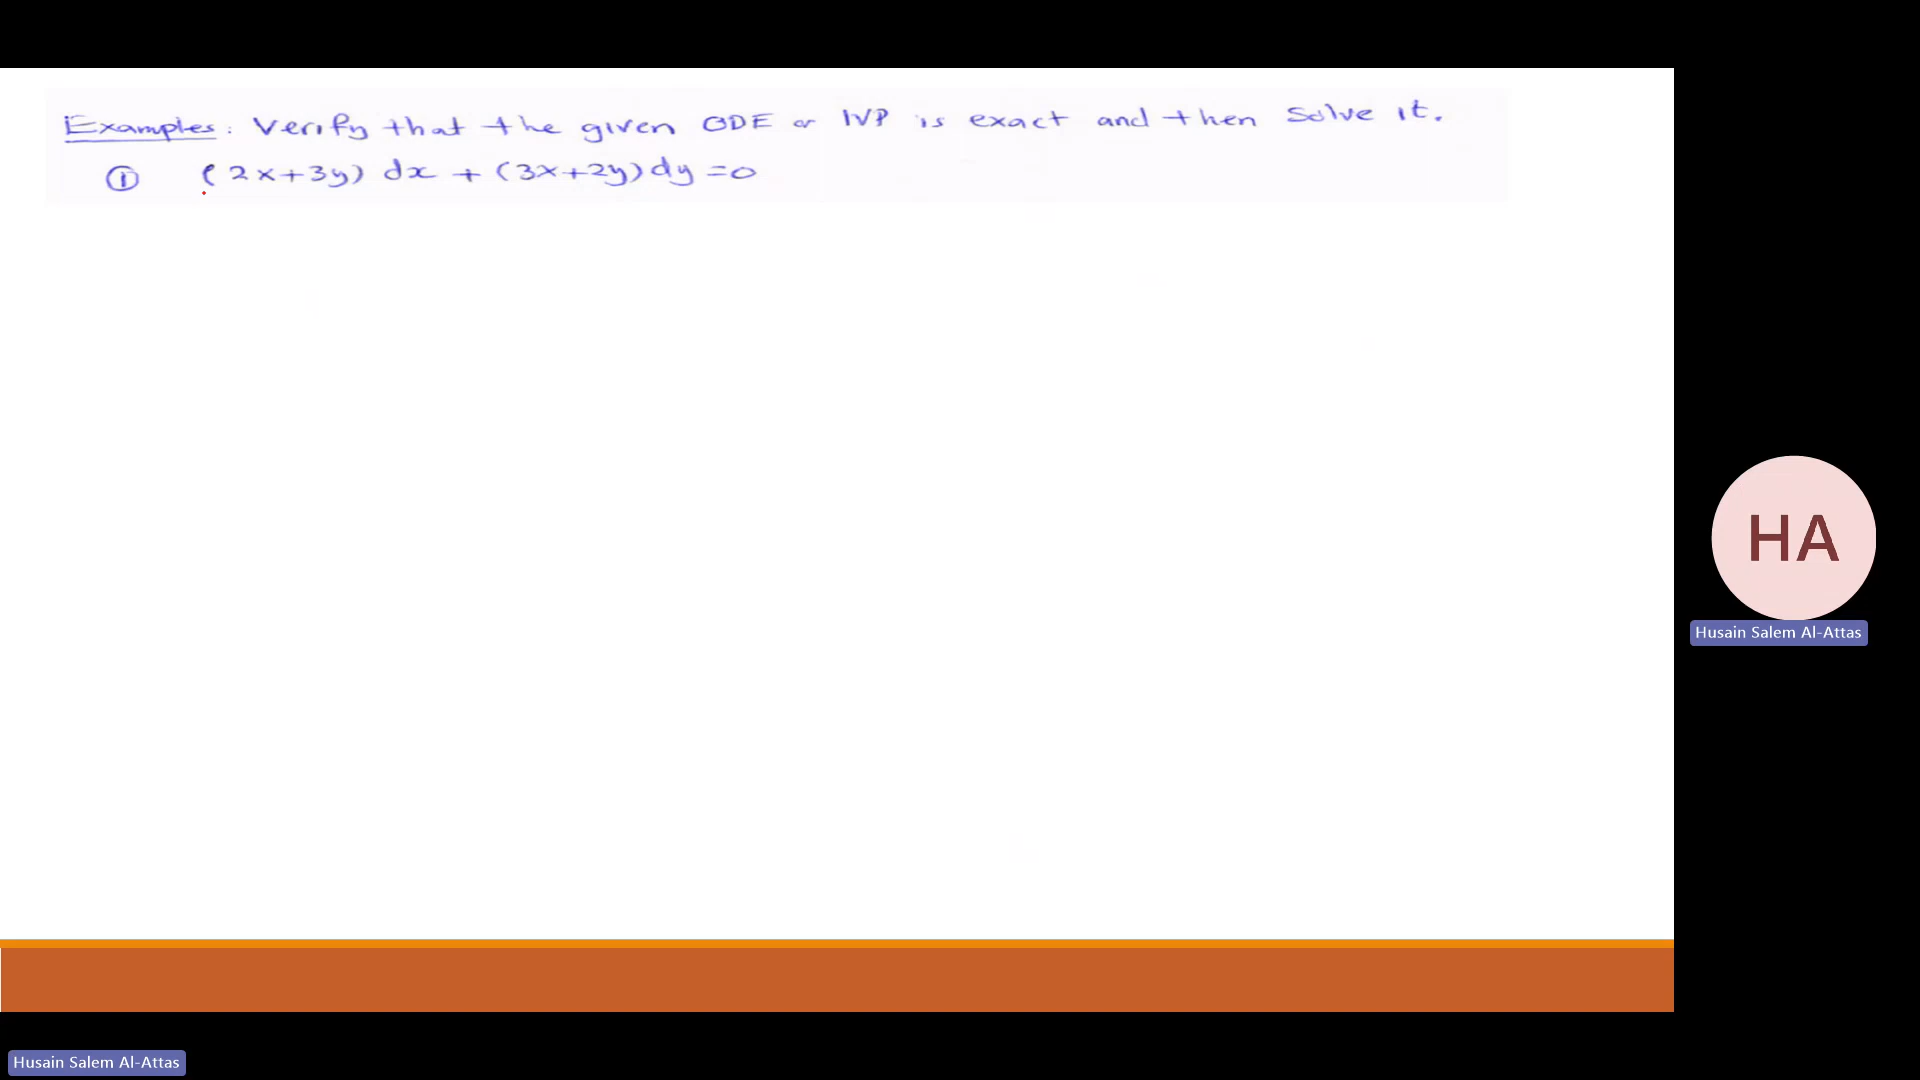 Examples: Verify that the given ODE or IVP is exact and then solve it.
① (2x+3y) dx + (3x+2y) dy = 0
HA
Husain Salem Al-Attas
Husain Salem Al-Attas